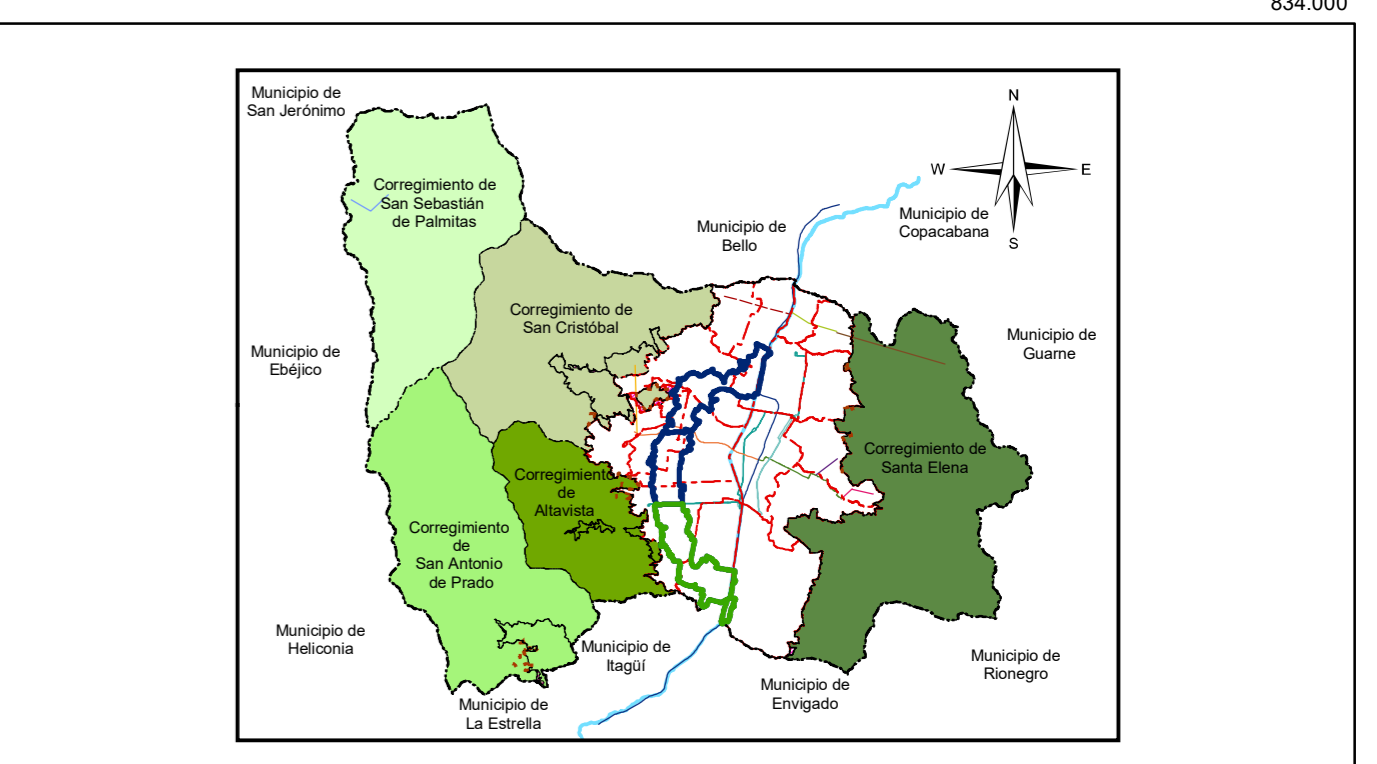 834.000
Municipio de
San Jerónimo
N
W
E
S
Corregimiento de
San Sebastián
de Palmitas
Municipio de
Bello
Municipio de
Copacabana
Corregimiento de
San Cristóbal
Municipio de
Guarne
Municipio de
Ebéjico
Corregimiento de
Santa Elena
Corregimiento
de
Altavista
Corregimiento
de
San Antonio
de Prado
Municipio de
Heliconia
Municipio de
Itagüí
Municipio de
Rionegro
Municipio de
Envigado
Municipio de
La Estrella